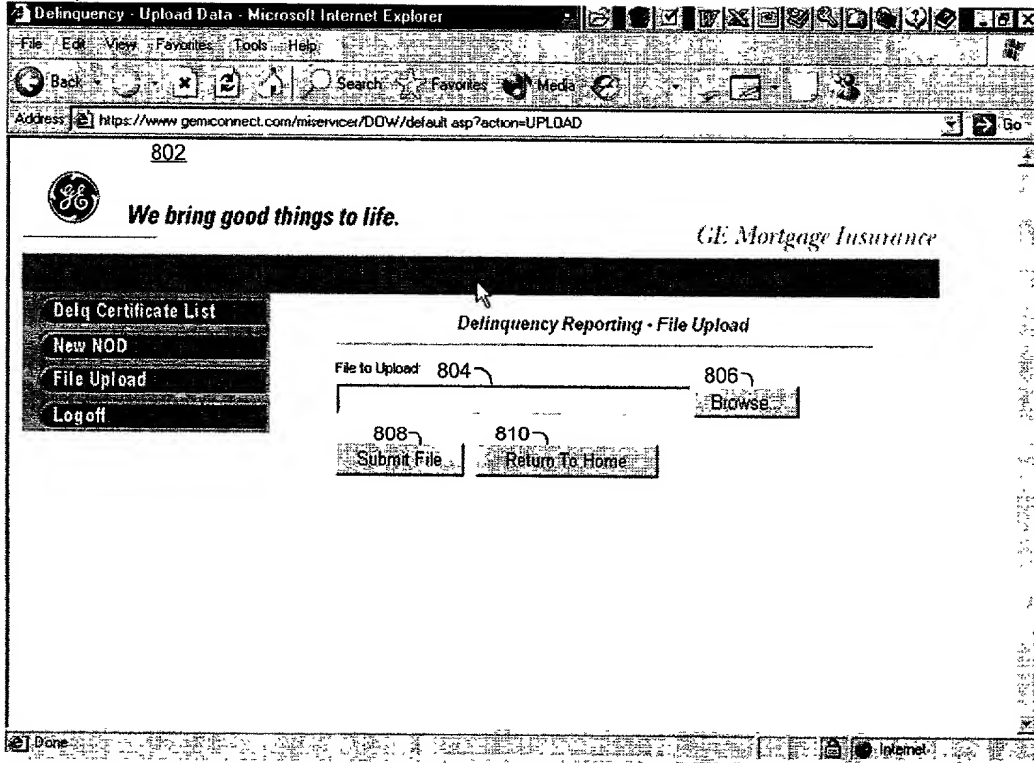 Delinquency - Upload Data - Microsoft Internet Explorer
File Edit View Favorites Tools Help
Back Search Favorites Media
Address https://www.gemiconnect.com/miservicer/DOW/default.asp?action=UPLOAD Go
802
GE
We bring good things to life.
GE Mortgage Insurance
Delq Certificate List
New NOD
File Upload
Logoff
Delinquency Reporting - File Upload
File to Upload 804
806
Browse...
808 810
Submit File Return To Home
Done Internet